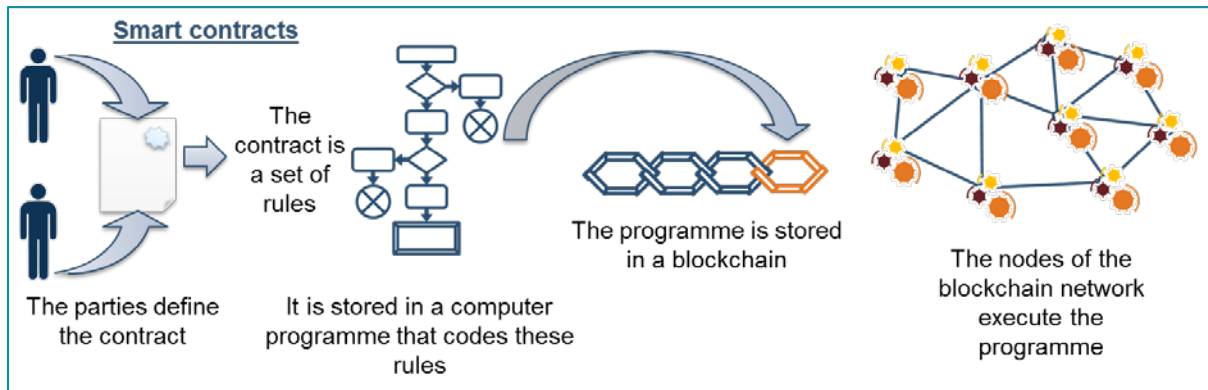 Smart contracts
The parties define
the contract
The
contract is
a set of
rules
It is stored in a computer
programme that codes these
rules
The programme is stored
in a blockchain
The nodes of the
blockchain network
execute the
programme